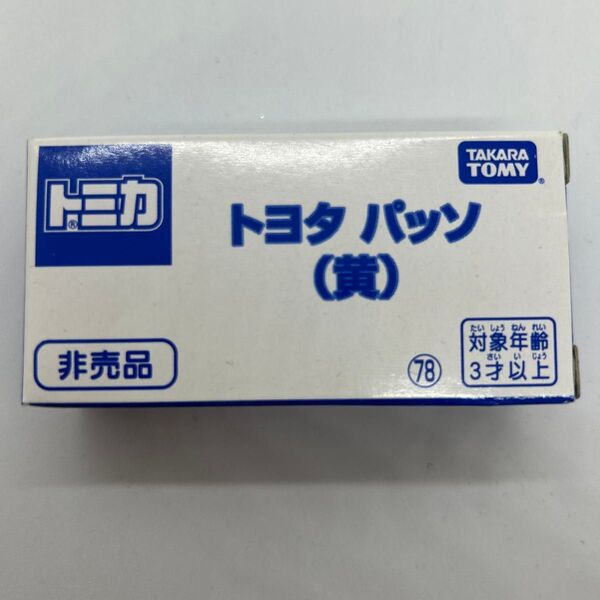 トミカ®
TAKARA
TOMY®
トヨタ パッソ
(黄)
非売品
78
たい しょう ねん れい
対象年齢
さい い じょう
3才以上